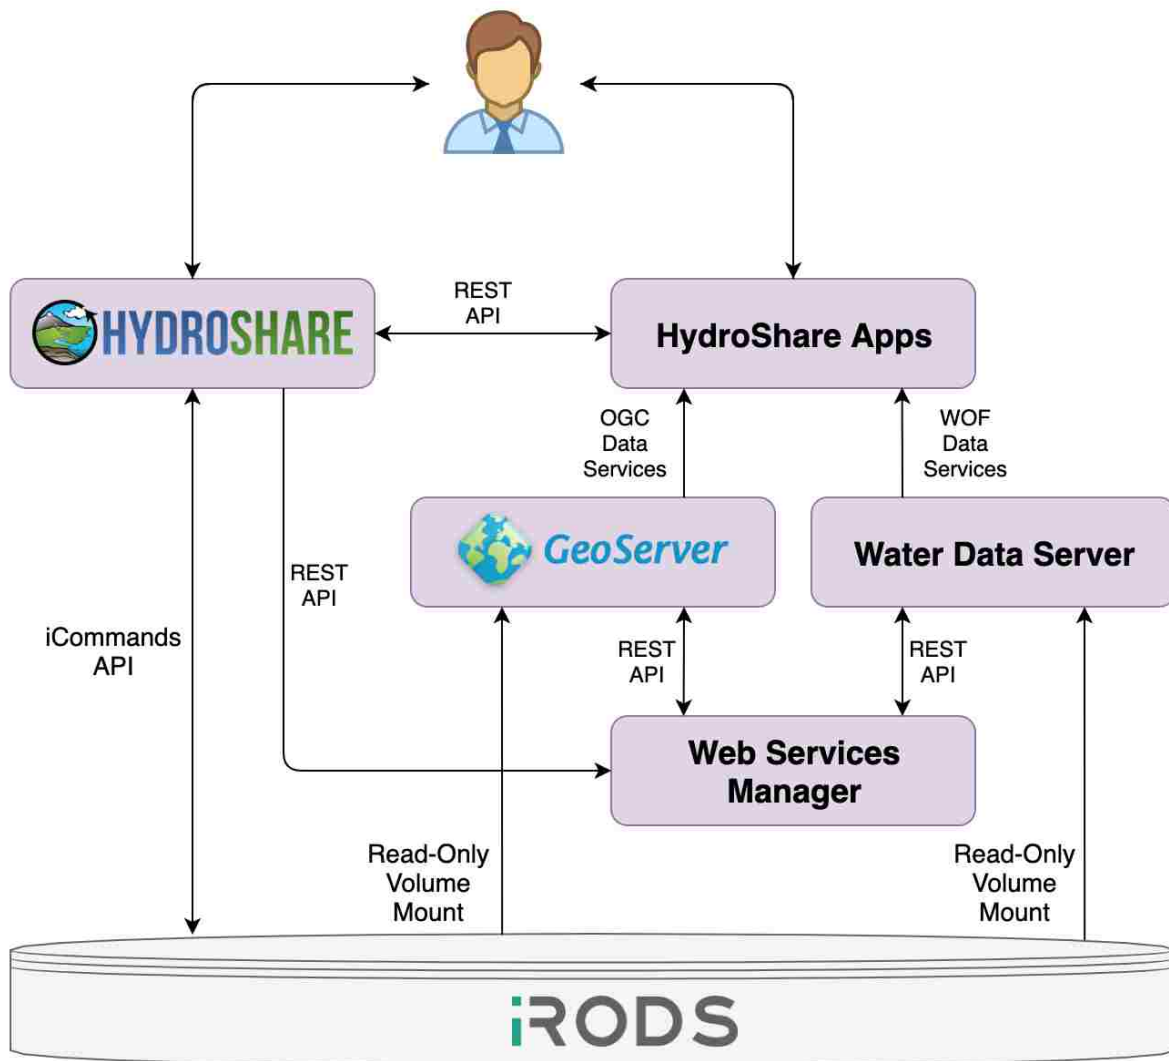 HYDROSHARE
REST
API
HydroShare Apps
OGC
Data
Services
WOF
Data
Services
GeoServer
Water Data Server
REST
API
iCommands
API
REST
API
REST
API
Web Services
Manager
Read-Only
Volume
Mount
Read-Only
Volume
Mount
iRODS